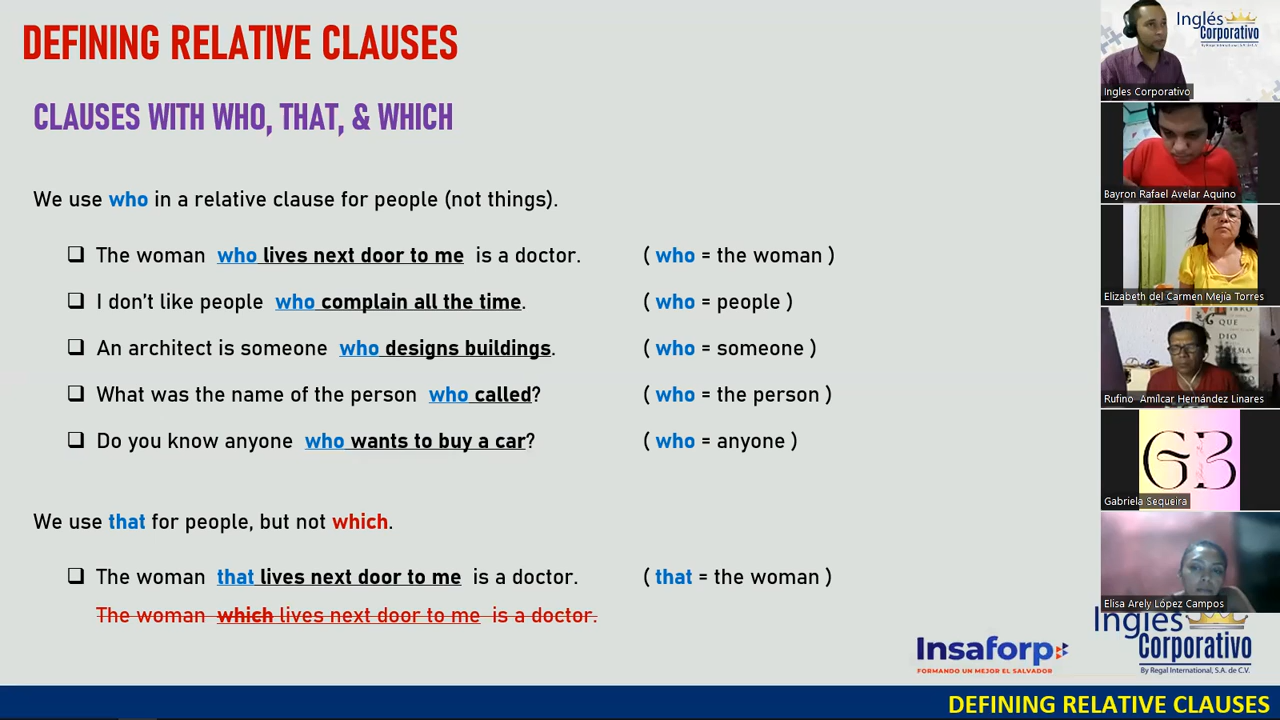 DEFINING RELATIVE CLAUSES
CLAUSES WITH WHO, THAT, & WHICH
We use who in a relative clause for people (not things).
❑ The woman who lives next door to me is a doctor. ( who = the woman )
❑ I don't like people who complain all the time. ( who = people )
❑ An architect is someone who designs buildings. ( who = someone )
❑ What was the name of the person who called? ( who = the person )
❑ Do you know anyone who wants to buy a car? ( who = anyone )
We use that for people, but not which.
❑ The woman that lives next door to me is a doctor. ( that = the woman )
The woman which lives next door to me is a doctor.
Insaforp
FORMANDO UN MEJOR EL SALVADOR
Inglés
Corporativo
By Regal International, S.A. de C.V.
DEFINING RELATIVE CLAUSES
Inglés
Corporativo
Ingles Corporativo
Bayron Rafael Avelar Aquino
Elizabeth del Carmen Mejía Torres
QUE
DIO
Rufino Amílcar Hernández Linares
GB
Gabriela Sequeira
Elisa Arely López Campos